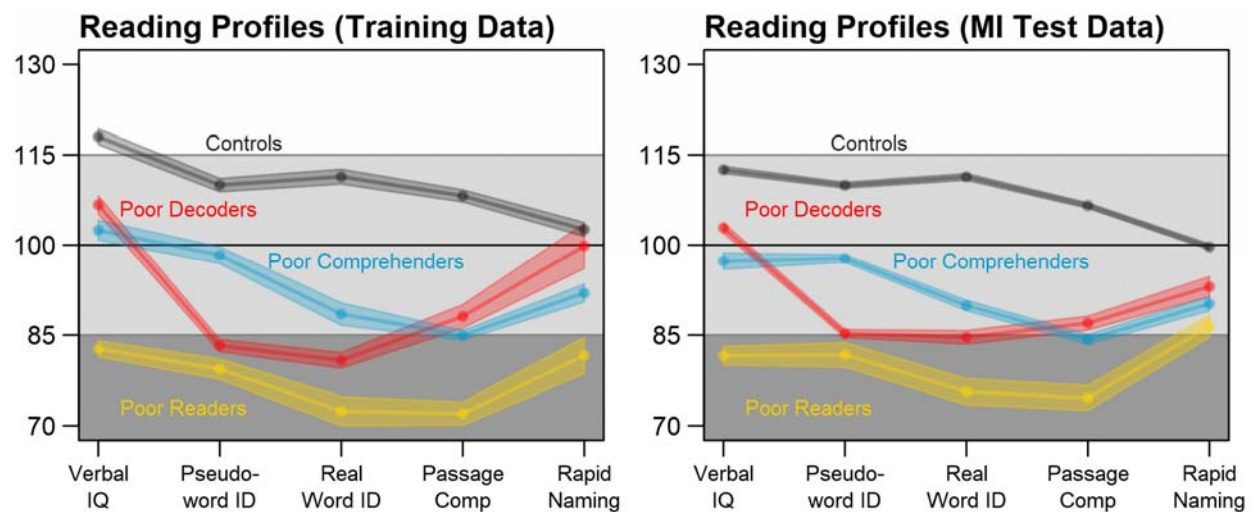 Reading Profiles (Training Data)
130
115
100
85
70
Controls
Poor Decoders
Poor Comprehenders
Poor Readers
Verbal
IQ
Pseudo-
word ID
Real
Word ID
Passage
Comp
Rapid
Naming
Reading Profiles (MI Test Data)
130
115
100
85
70
Controls
Poor Decoders
Poor Comprehenders
Poor Readers
Verbal
IQ
Pseudo-
word ID
Real
Word ID
Passage
Comp
Rapid
Naming